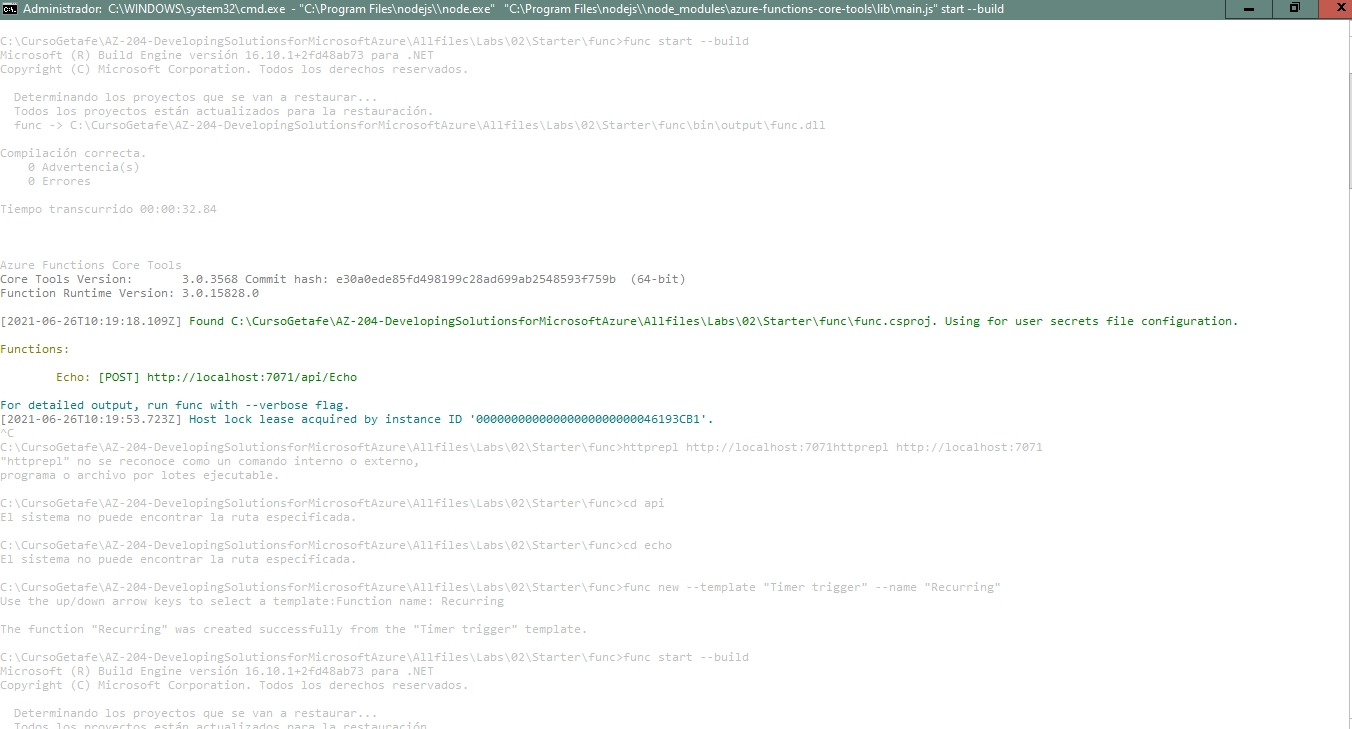 Administrador: C:\WINDOWS\system32\cmd.exe - "C:\Program Files\nodejs\\node.exe" "C:\Program Files\nodejs\\node_modules\azure-functions-core-tools\lib\main.js" start --build
C:\CursoGetafe\AZ-204-DevelopingSolutionsforMicrosoftAzure\Allfiles\Labs\02\Starter\func>func start --build
Microsoft (R) Build Engine versión 16.10.1+2fd48ab73 para .NET
Copyright (C) Microsoft Corporation. Todos los derechos reservados.
Determinando los proyectos que se van a restaurar...
Todos los proyectos están actualizados para la restauración.
func -> C:\CursoGetafe\AZ-204-DevelopingSolutionsforMicrosoftAzure\Allfiles\Labs\02\Starter\func\bin\output\func.dll
Compilación correcta.
0 Advertencia(s)
0 Errores
Tiempo transcurrido 00:00:32.84
Azure Functions Core Tools
Core Tools Version: 3.0.3568 Commit hash: e30a0ede85fd498199c28ad699ab2548593f759b (64-bit)
Function Runtime Version: 3.0.15828.0
[2021-06-26T10:19:18.109Z] Found C:\CursoGetafe\AZ-204-DevelopingSolutionsforMicrosoftAzure\Allfiles\Labs\02\Starter\func\func.csproj. Using for user secrets file configuration.
Functions:
Echo: [POST] http://localhost:7071/api/Echo
For detailed output, run func with --verbose flag.
[2021-06-26T10:19:53.723Z] Host lock lease acquired by instance ID '00000000000000000000000046193CB1'.
^C
C:\CursoGetafe\AZ-204-DevelopingSolutionsforMicrosoftAzure\Allfiles\Labs\02\Starter\func>httprepl http://localhost:7071httprepl http://localhost:7071
"httprepl" no se reconoce como un comando interno o externo,
programa o archivo por lotes ejecutable.
C:\CursoGetafe\AZ-204-DevelopingSolutionsforMicrosoftAzure\Allfiles\Labs\02\Starter\func>cd api
El sistema no puede encontrar la ruta especificada.
C:\CursoGetafe\AZ-204-DevelopingSolutionsforMicrosoftAzure\Allfiles\Labs\02\Starter\func>cd echo
El sistema no puede encontrar la ruta especificada.
C:\CursoGetafe\AZ-204-DevelopingSolutionsforMicrosoftAzure\Allfiles\Labs\02\Starter\func>func new --template "Timer trigger" --name "Recurring"
Use the up/down arrow keys to select a template:Function name: Recurring
The function "Recurring" was created successfully from the "Timer trigger" template.
C:\CursoGetafe\AZ-204-DevelopingSolutionsforMicrosoftAzure\Allfiles\Labs\02\Starter\func>func start --build
Microsoft (R) Build Engine versión 16.10.1+2fd48ab73 para .NET
Copyright (C) Microsoft Corporation. Todos los derechos reservados.
Determinando los proyectos que se van a restaurar...
Todos los proyectos están actualizados para la restauración.